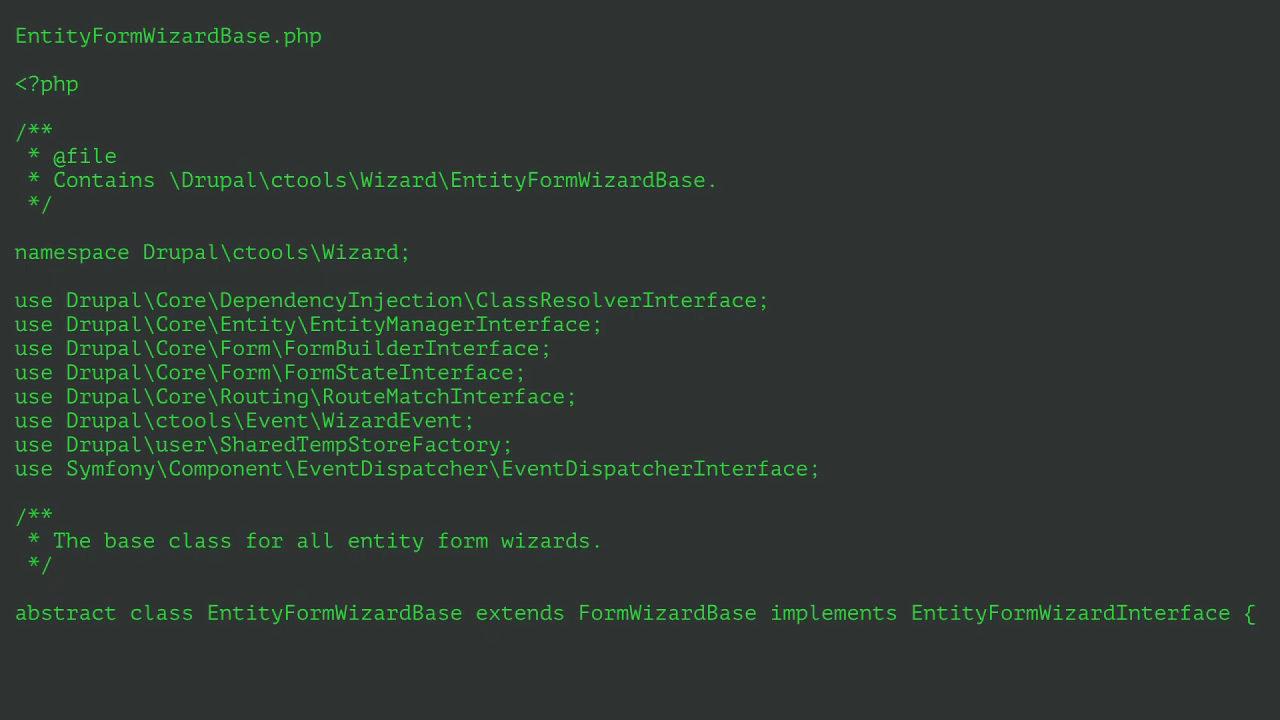 EntityFormWizardBase.php
<?php
/**
 * @file
 * Contains \Drupal\ctools\Wizard\EntityFormWizardBase.
 */
namespace Drupal\ctools\Wizard;
use Drupal\Core\DependencyInjection\ClassResolverInterface;
use Drupal\Core\Entity\EntityManagerInterface;
use Drupal\Core\Form\FormBuilderInterface;
use Drupal\Core\Form\FormStateInterface;
use Drupal\Core\Routing\RouteMatchInterface;
use Drupal\ctools\Event\WizardEvent;
use Drupal\user\SharedTempStoreFactory;
use Symfony\Component\EventDispatcher\EventDispatcherInterface;
/**
 * The base class for all entity form wizards.
 */
abstract class EntityFormWizardBase extends FormWizardBase implements EntityFormWizardInterface {